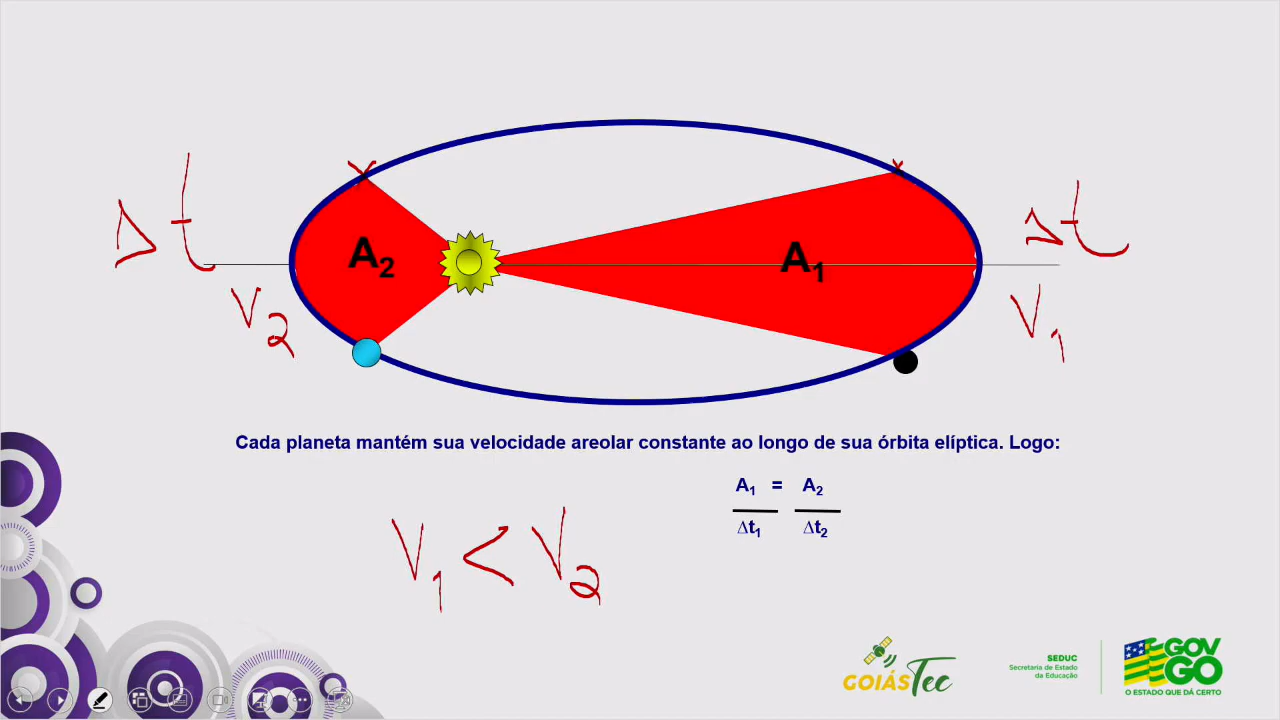 Δt
Δt
A2
A1
V2
V1
Cada planeta mantém sua velocidade areolar constante ao longo de sua órbita elíptica. Logo:
A1 = A2
Δt1 Δt2
V1 < V2
GOIÁSTec
SEDUC
Secretaria de Estado
da Educação
GOV
GO
O ESTADO QUE DÁ CERTO